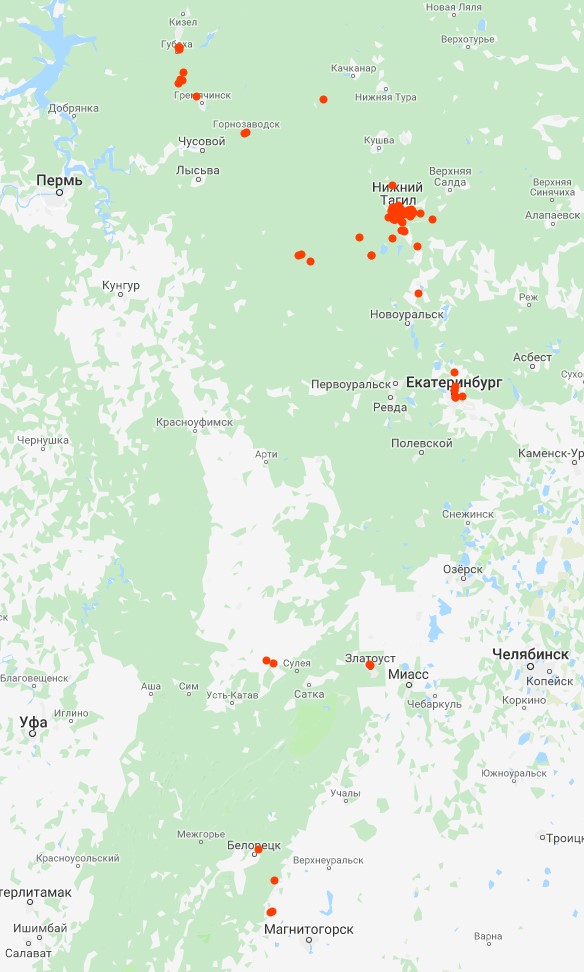 Новая Ляля
Кизел
Верхотурье
Губаха
Качканар
Гремячинск
Нижняя Тура
Добрянка
Горнозаводск
Чусовой
Кушва
Лысьва
Верхняя
Салда
Пермь
Нижний
Тагил
Верхняя
Синячиха
Алапаевск
Кунгур
Реж
Новоуральск
Асбест
Сухо
Первоуральск
Екатеринбург
Ревда
Красноуфимск
Чернушка
Полевской
Арти
Каменск-Ур
Снежинск
Озёрск
ск
Сулея
Златоуст
Челябинск
Миасс
Копейск
Благовещенск
Аша
Сим
Усть-Катав
Сатка
Чебаркуль
Коркино
Иглино
Уфа
Южноуральск
Учалы
Межгорье
Белорецк
Троицк
Красноусольский
Верхнеуральск
терлитамак
Ишимбай
Магнитогорск
Варна
Салават